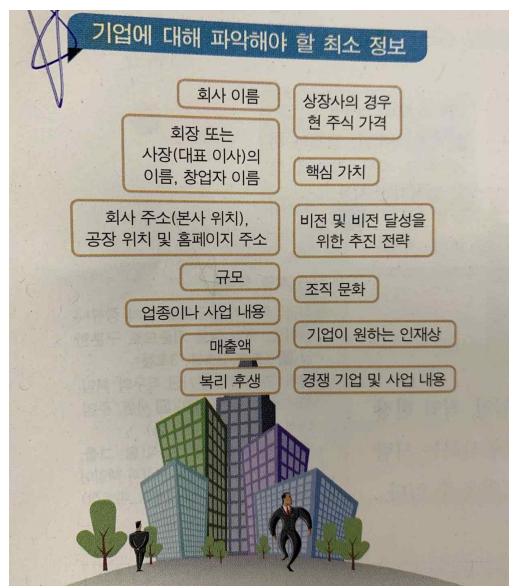 기업에 대해 파악해야 할 최소 정보
회사 이름
회장 또는
사장(대표 이사)의
이름, 창업자 이름
회사 주소(본사 위치),
공장 위치 및 홈페이지 주소
규모
업종이나 사업 내용
매출액
복리 후생
상장사의 경우
현 주식 가격
핵심 가치
비전 및 비전 달성을
위한 추진 전략
조직 문화
기업이 원하는 인재상
경쟁 기업 및 사업 내용